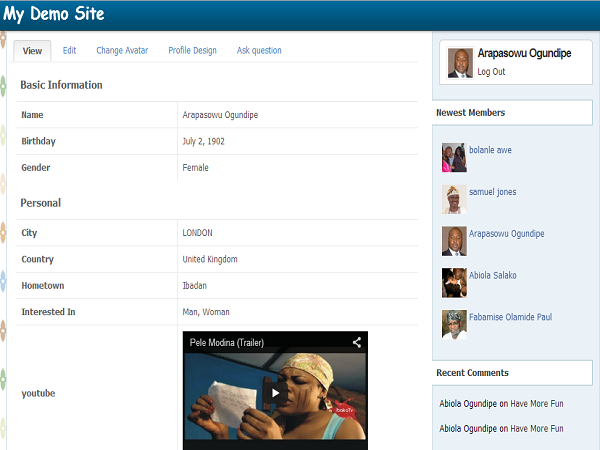 My Demo Site
View Edit Change Avatar Profile Design Ask question
Basic Information
Name Arapasowu Ogundipe
Birthday July 2, 1902
Gender Female
Personal
City LONDON
Country United Kingdom
Hometown Ibadan
Interested In Man, Woman
youtube
Pele Modina (Trailer)
ibakaTv
Arapasowu Ogundipe
Log Out
Newest Members
bolanle awe
samuel jones
Arapasowu Ogundipe
Abiola Salako
Fabamise Olamide Paul
Recent Comments
Abiola Ogundipe on Have More Fun
Abiola Ogundipe on Have More Fun